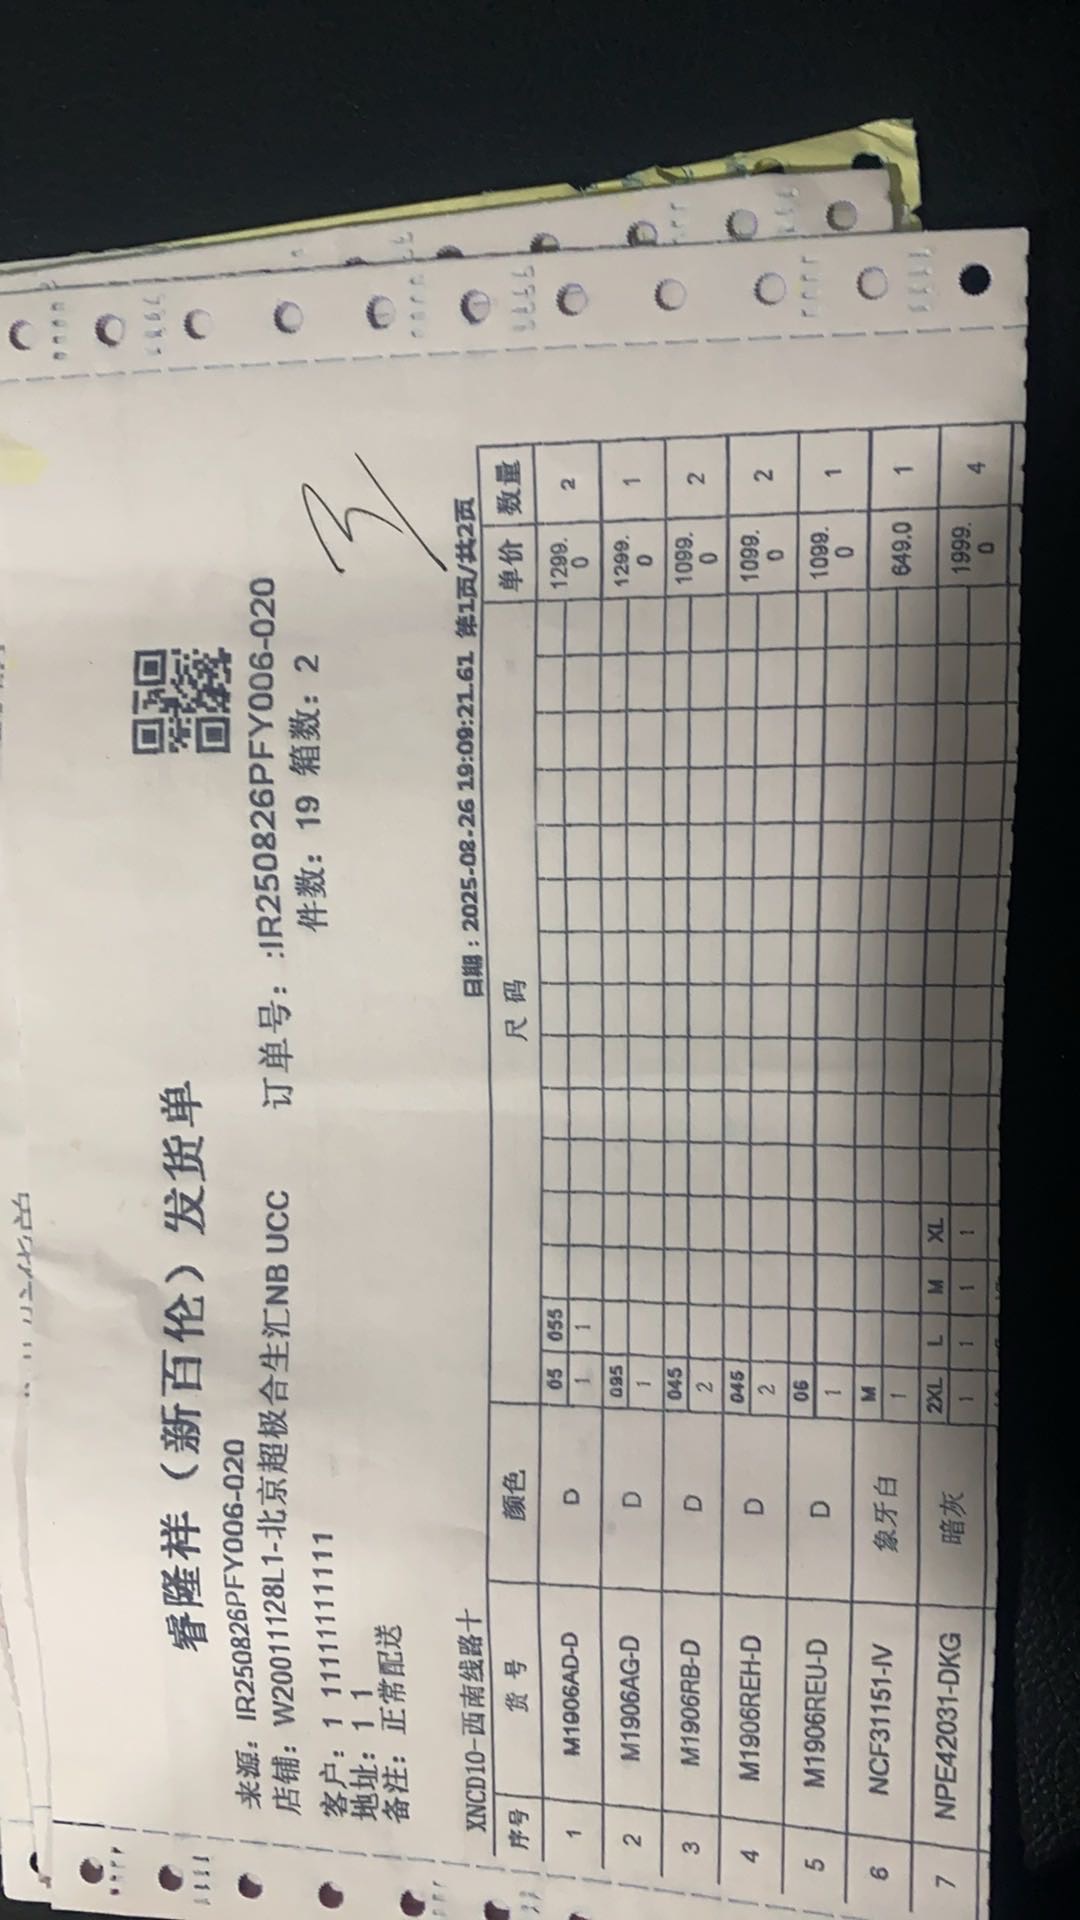 睿隆样（新百伦）发货单
来源: IR250826PFY006-020
店铺: W20011128L1-北京超极合生汇NB UCC 订单号: :IR250826PFY006-020
客户: 1 11111111111 件数: 19 箱数: 2
地址: 1 1
备注: 正常配送
XNCD10-西南线路十 日期:2025-08-26 19:09:21.61 第1页/共2页
序号 货号 颜色 尺码 单价 数量
1 M1906AD-D D 05 055 1299.0 2
1 1
2 M1906AG-D D 095 1299.0 1
1
3 M1906RB-D D 045 1099.0 2
2
4 M1906REH-D D 045 1099.0 2
2
5 M1906REU-D D 06 1099.0 1
1
6 NCF31151-IV 象牙白 M 649.0 1
1
7 NPE42031-DKG 暗灰 2XL L M XL 1999.0 4
1 1 1 1